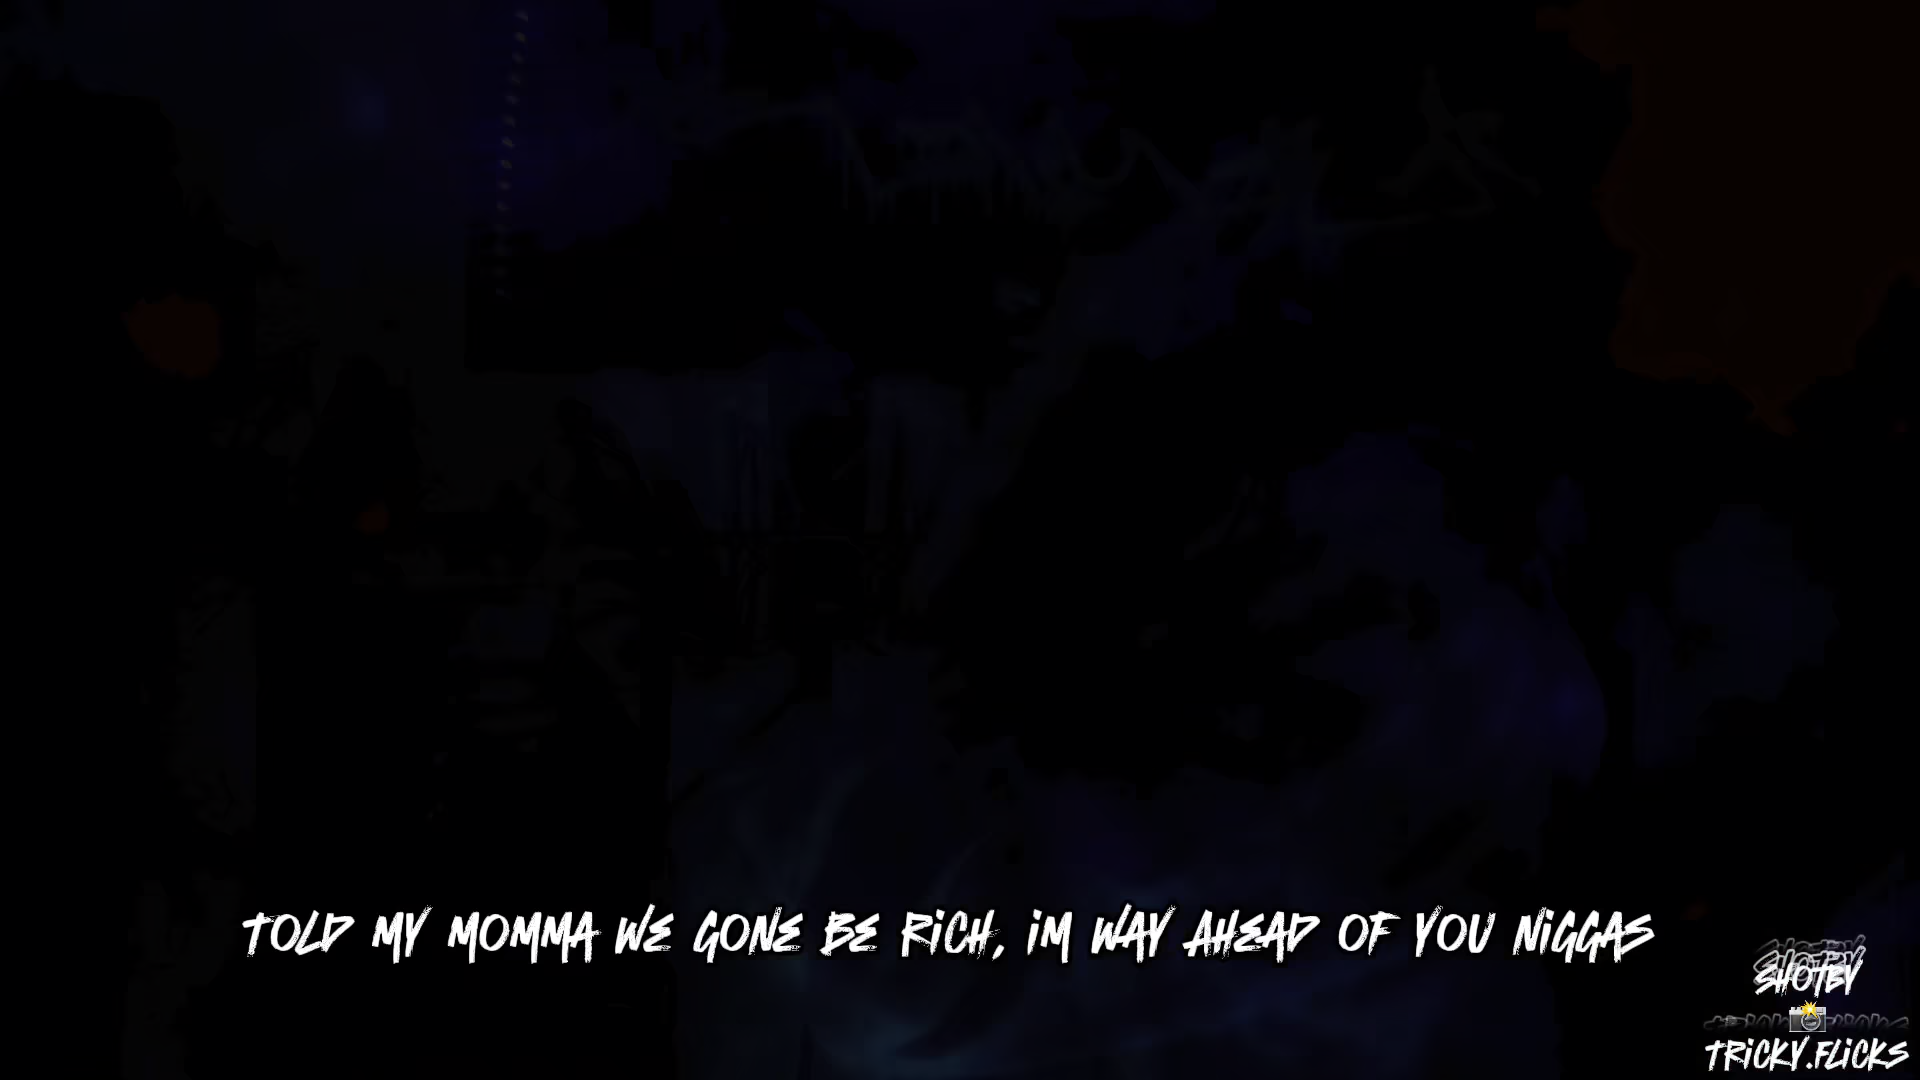 TOLD MY MOMMA WE GONE BE RiCH, iM WAY AHEAD OF YOU NiGGAS
SHOTBY
TRiCKY.FLiCKS